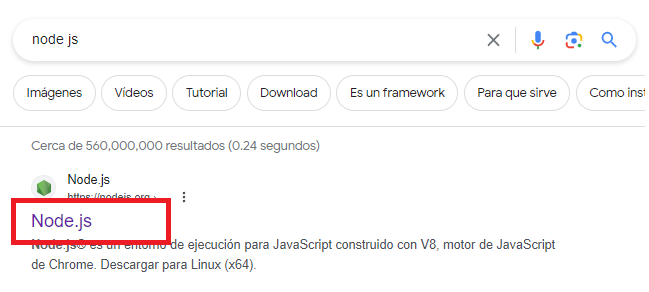 node js
Imágenes
Vídeos
Tutorial
Download
Es un framework
Para que sirve
Como inst
Cerca de 560,000,000 resultados (0.24 segundos)
Node.js
https://nodejs.org
Node.js
Node.js® es un entorno de ejecución para JavaScript construido con V8, motor de JavaScript
de Chrome. Descargar para Linux (x64).